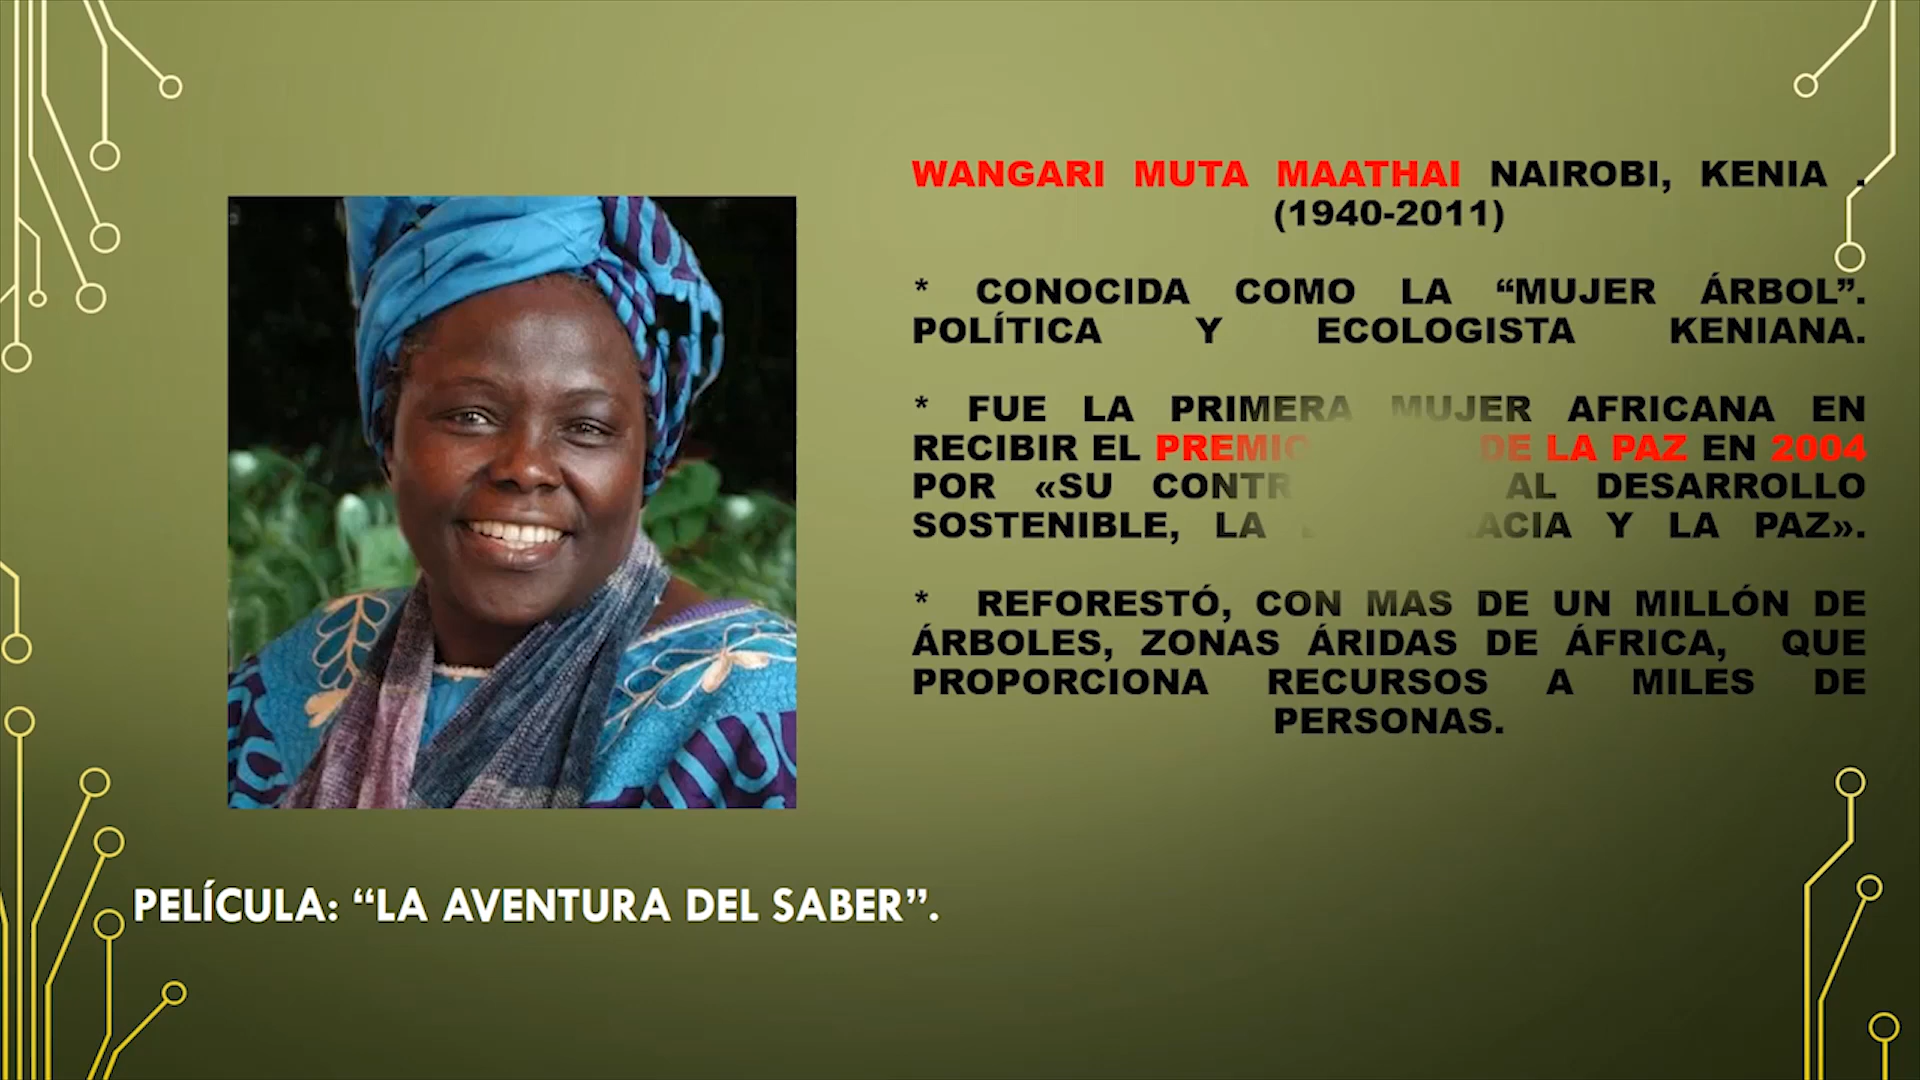 WANGARI MUTA MAATHAI NAIROBI, KENIA .
(1940-2011)
* CONOCIDA COMO LA “MUJER ÁRBOL”.
POLÍTICA Y ECOLOGISTA KENIANA.
* FUE LA PRIMERA MUJER AFRICANA EN
RECIBIR EL DE LA PAZ EN 2004
POR «SU AL DESARROLLO
SOSTENIBLE, LA Y LA PAZ».
* REFORESTÓ, CON MAS DE UN MILLÓN DE
ÁRBOLES, ZONAS ÁRIDAS DE ÁFRICA, QUE
PROPORCIONA RECURSOS A MILES DE
PERSONAS.
PELÍCULA: “LA AVENTURA DEL SABER”.